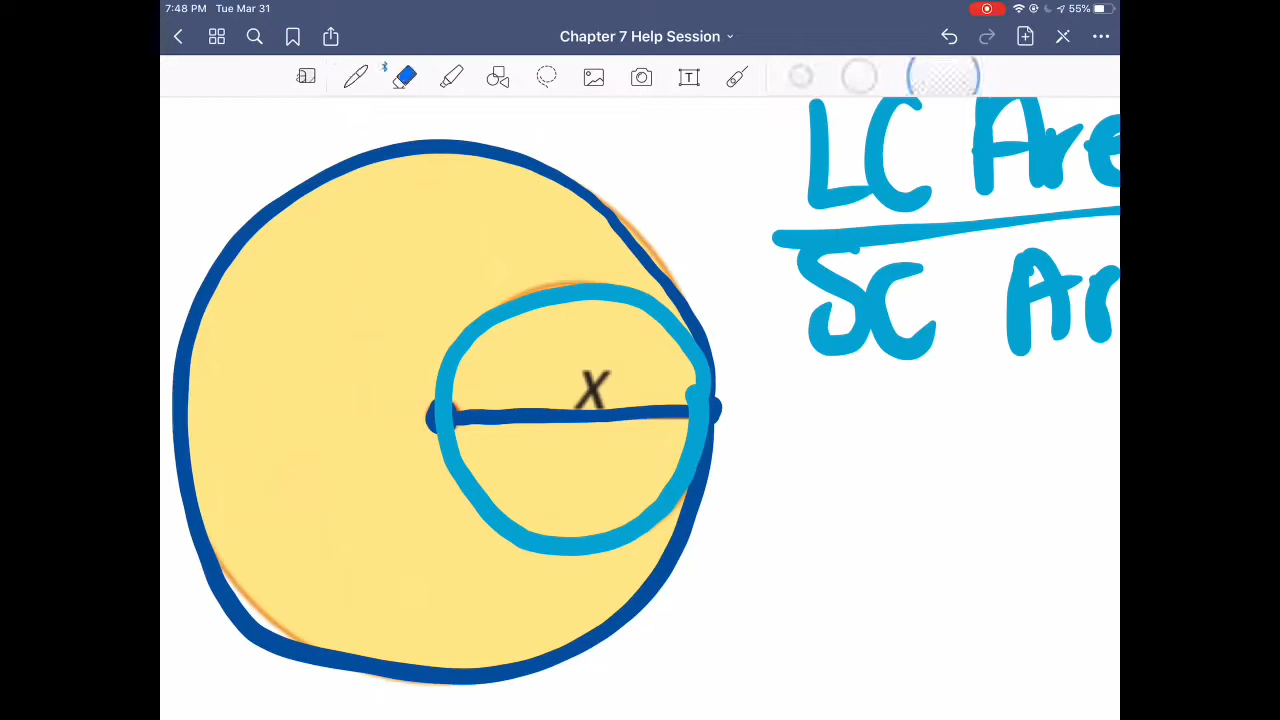 7:48 PM Tue Mar 31 55%
Chapter 7 Help Session
T
LC Are
SC Ar
X